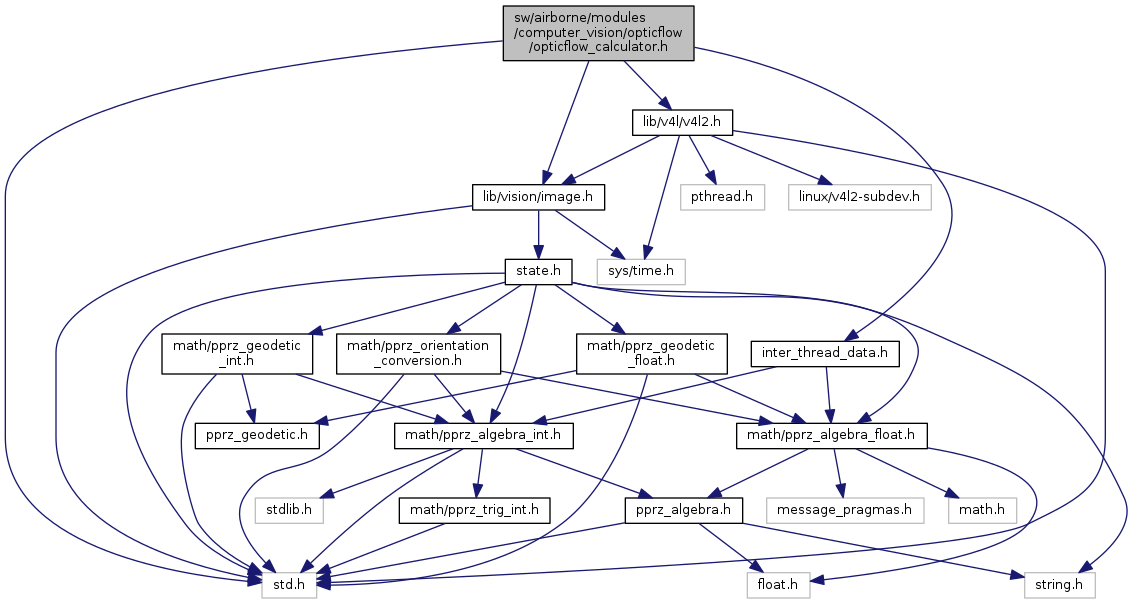 sw/airborne/modules
/computer_vision/opticflow
/opticflow_calculator.h
lib/v4l/v4l2.h
lib/vision/image.h
pthread.h
linux/v4l2-subdev.h
state.h
sys/time.h
math/pprz_geodetic
_int.h
math/pprz_orientation
_conversion.h
math/pprz_geodetic
_float.h
inter_thread_data.h
pprz_geodetic.h
math/pprz_algebra_int.h
math/pprz_algebra_float.h
stdlib.h
math/pprz_trig_int.h
pprz_algebra.h
message_pragmas.h
math.h
std.h
float.h
string.h